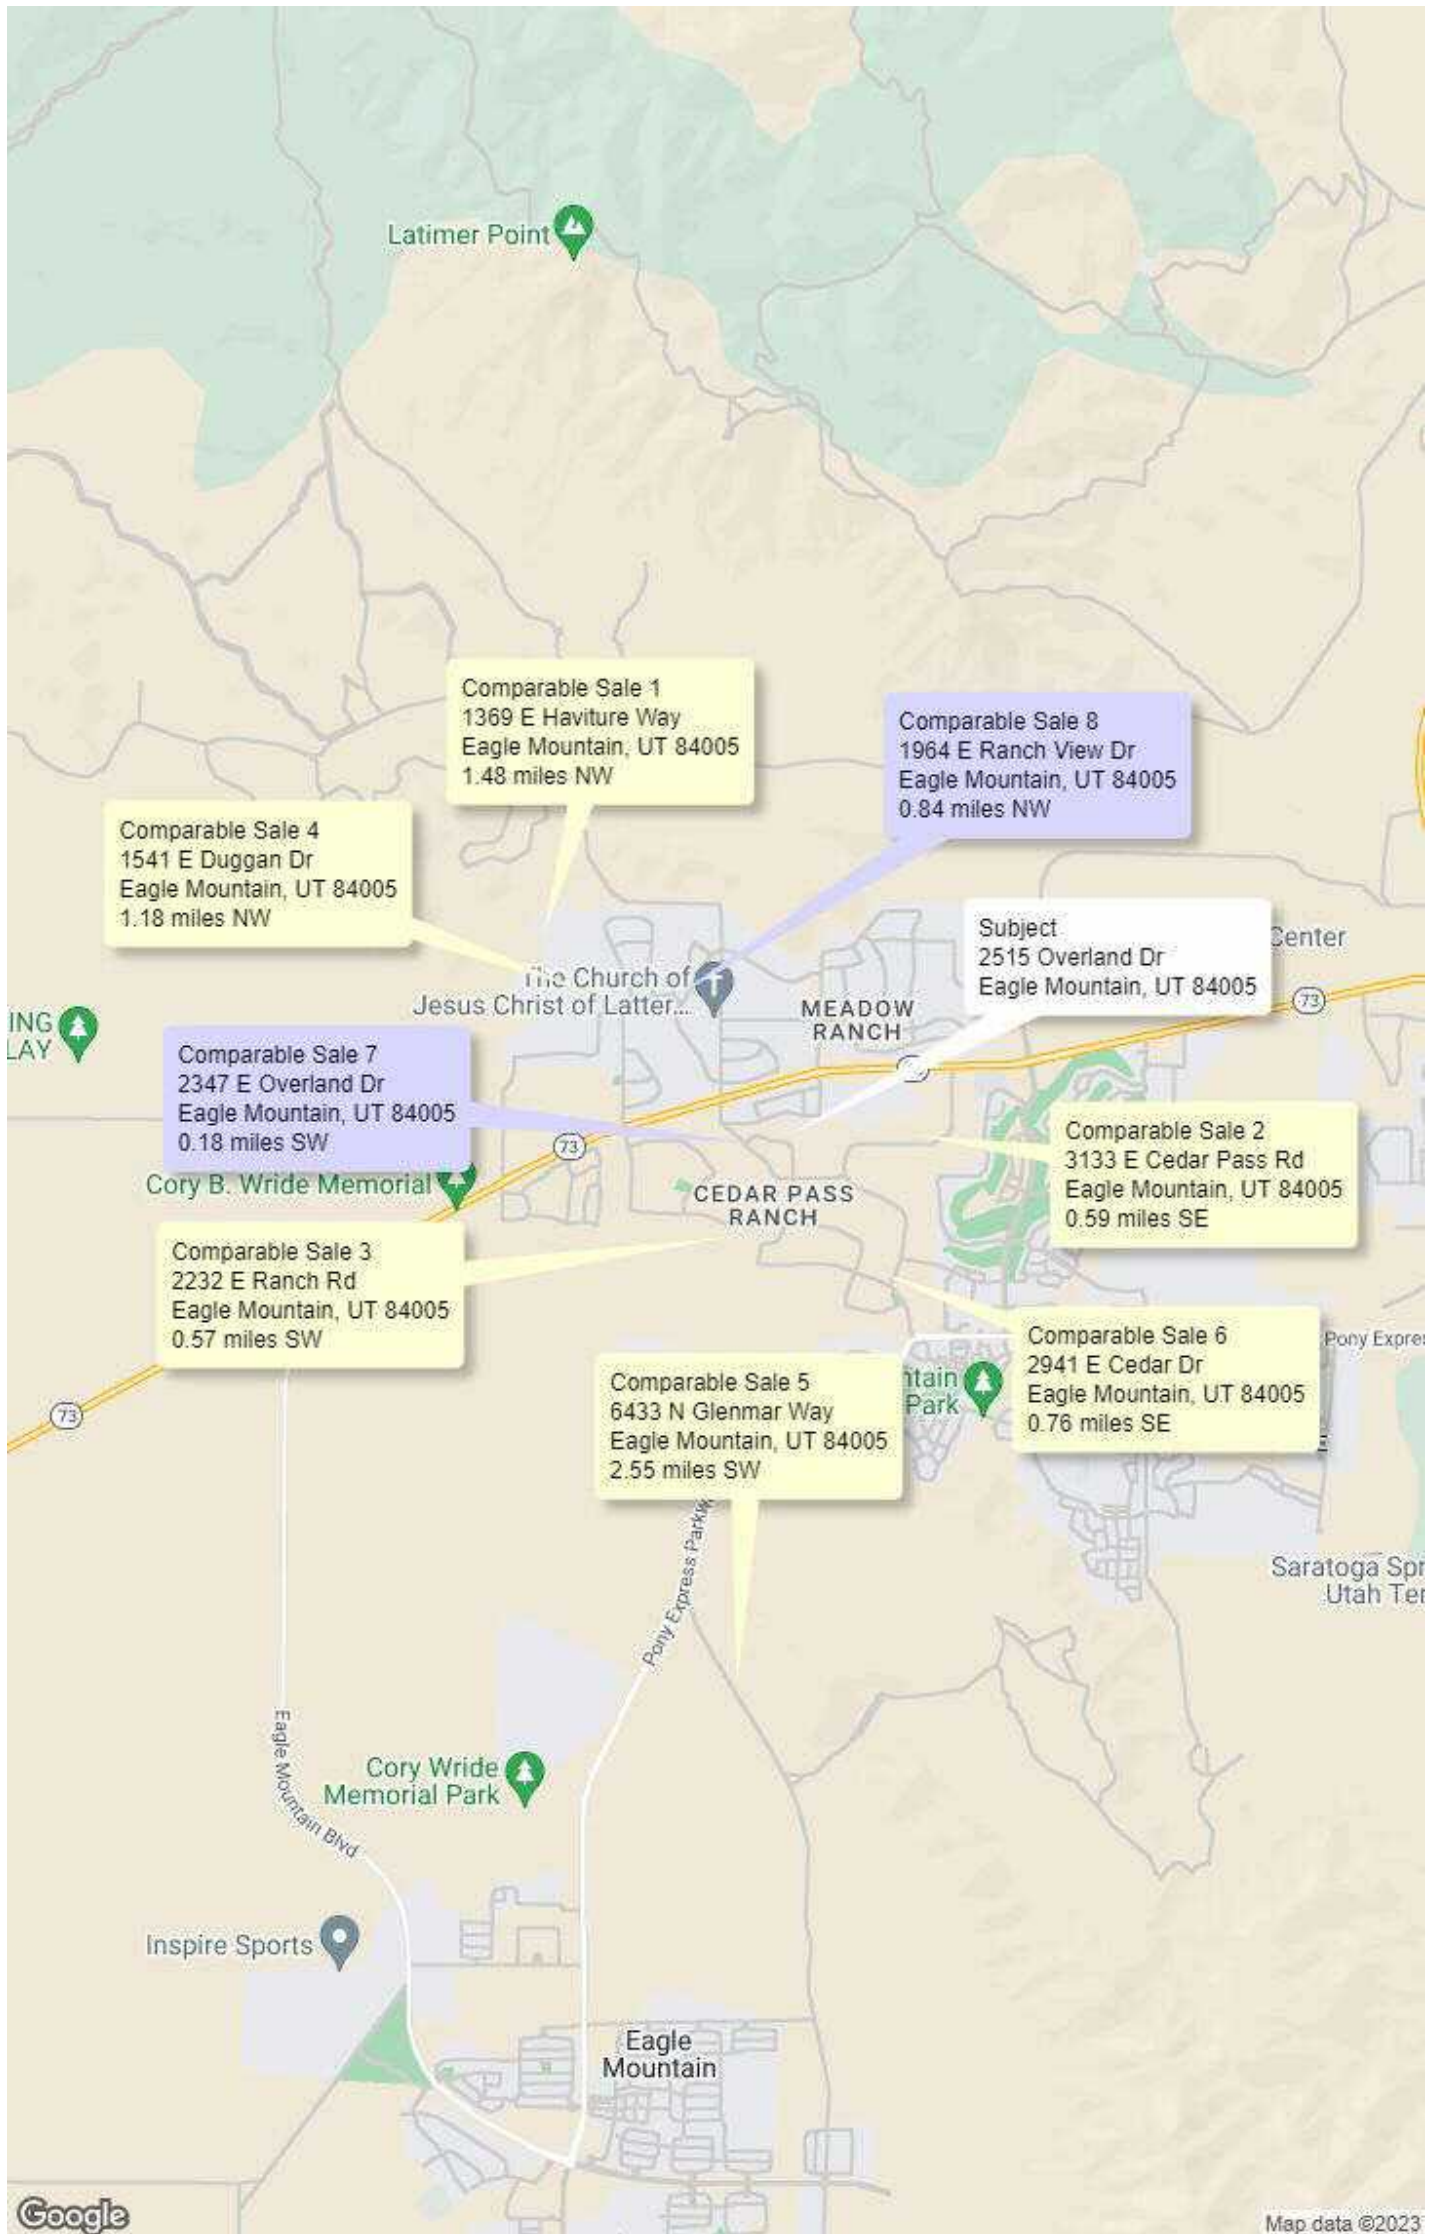 Latimer Point
Comparable Sale 1
1369 E Haviture Way
Eagle Mountain, UT 84005
1.48 miles NW
Comparable Sale 8
1964 E Ranch View Dr
Eagle Mountain, UT 84005
0.84 miles NW
Comparable Sale 4
1541 E Duggan Dr
Eagle Mountain, UT 84005
1.18 miles NW
Subject
2515 Overland Dr
Eagle Mountain, UT 84005
Center
The Church of
Jesus Christ of Latter...
MEADOW
RANCH
73
ING
LAY
Comparable Sale 7
2347 E Overland Dr
Eagle Mountain, UT 84005
0.18 miles SW
73
Comparable Sale 2
3133 E Cedar Pass Rd
Eagle Mountain, UT 84005
0.59 miles SE
Cory B. Wride Memorial
CEDAR PASS
RANCH
Comparable Sale 3
2232 E Ranch Rd
Eagle Mountain, UT 84005
0.57 miles SW
Comparable Sale 6
2941 E Cedar Dr
Eagle Mountain, UT 84005
0.76 miles SE
Pony Expres
Comparable Sale 5
6433 N Glenmar Way
Eagle Mountain, UT 84005
2.55 miles SW
ntain
Park
73
Pony Express Parkw
Saratoga Spr
Utah Ter
Eagle Mountain Blvd
Cory Wride
Memorial Park
Inspire Sports
Eagle
Mountain
Google
Map data ©2023